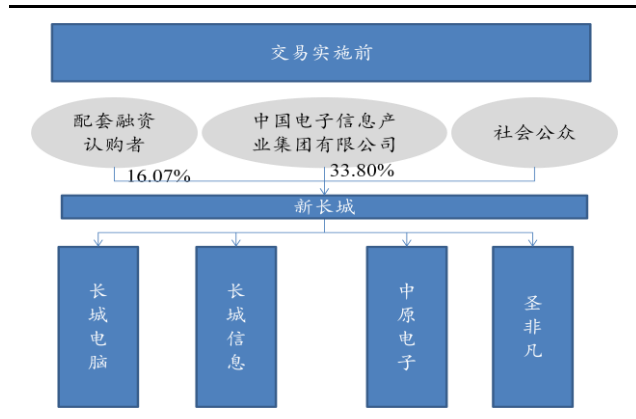 交易实施前
配套融资
认购者
中国电子信息产
业集团有限公司
社会公众
16.07%
33.80%
新长城
长城电脑
长城信息
中原电子
圣非凡